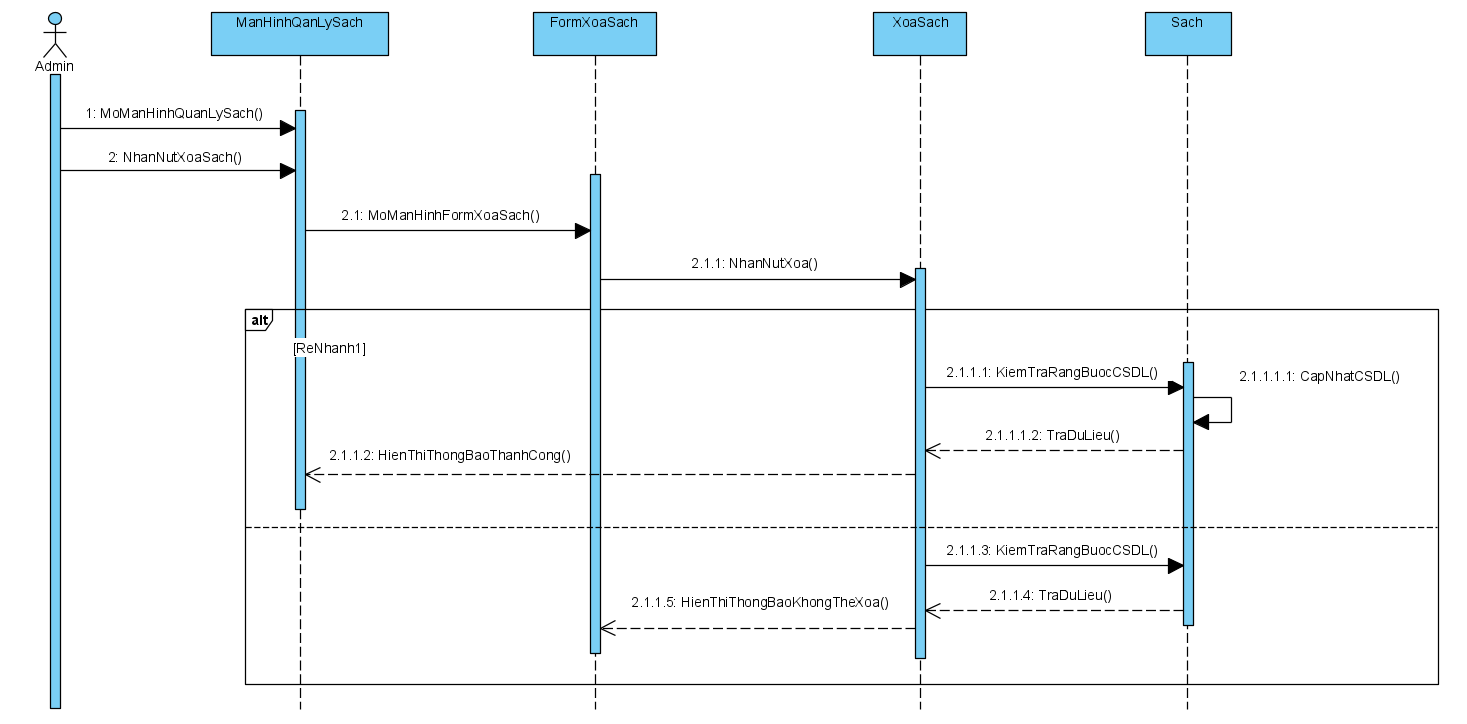 ManHinhQanLySach
FormXoaSach
XoaSach
Sach
Admin
1: MoManHinhQuanLySach()
2: NhanNutXoaSach()
2.1: MoManHinhFormXoaSach()
2.1.1: NhanNutXoa()
alt
[ReNhanh1]
2.1.1.1: KiemTraRangBuocCSDL()
2.1.1.1.1: CapNhatCSDL()
2.1.1.1.2: TraDuLieu()
2.1.1.2: HienThiThongBaoThanhCong()
2.1.1.3: KiemTraRangBuocCSDL()
2.1.1.4: TraDuLieu()
2.1.1.5: HienThiThongBaoKhongTheXoa()